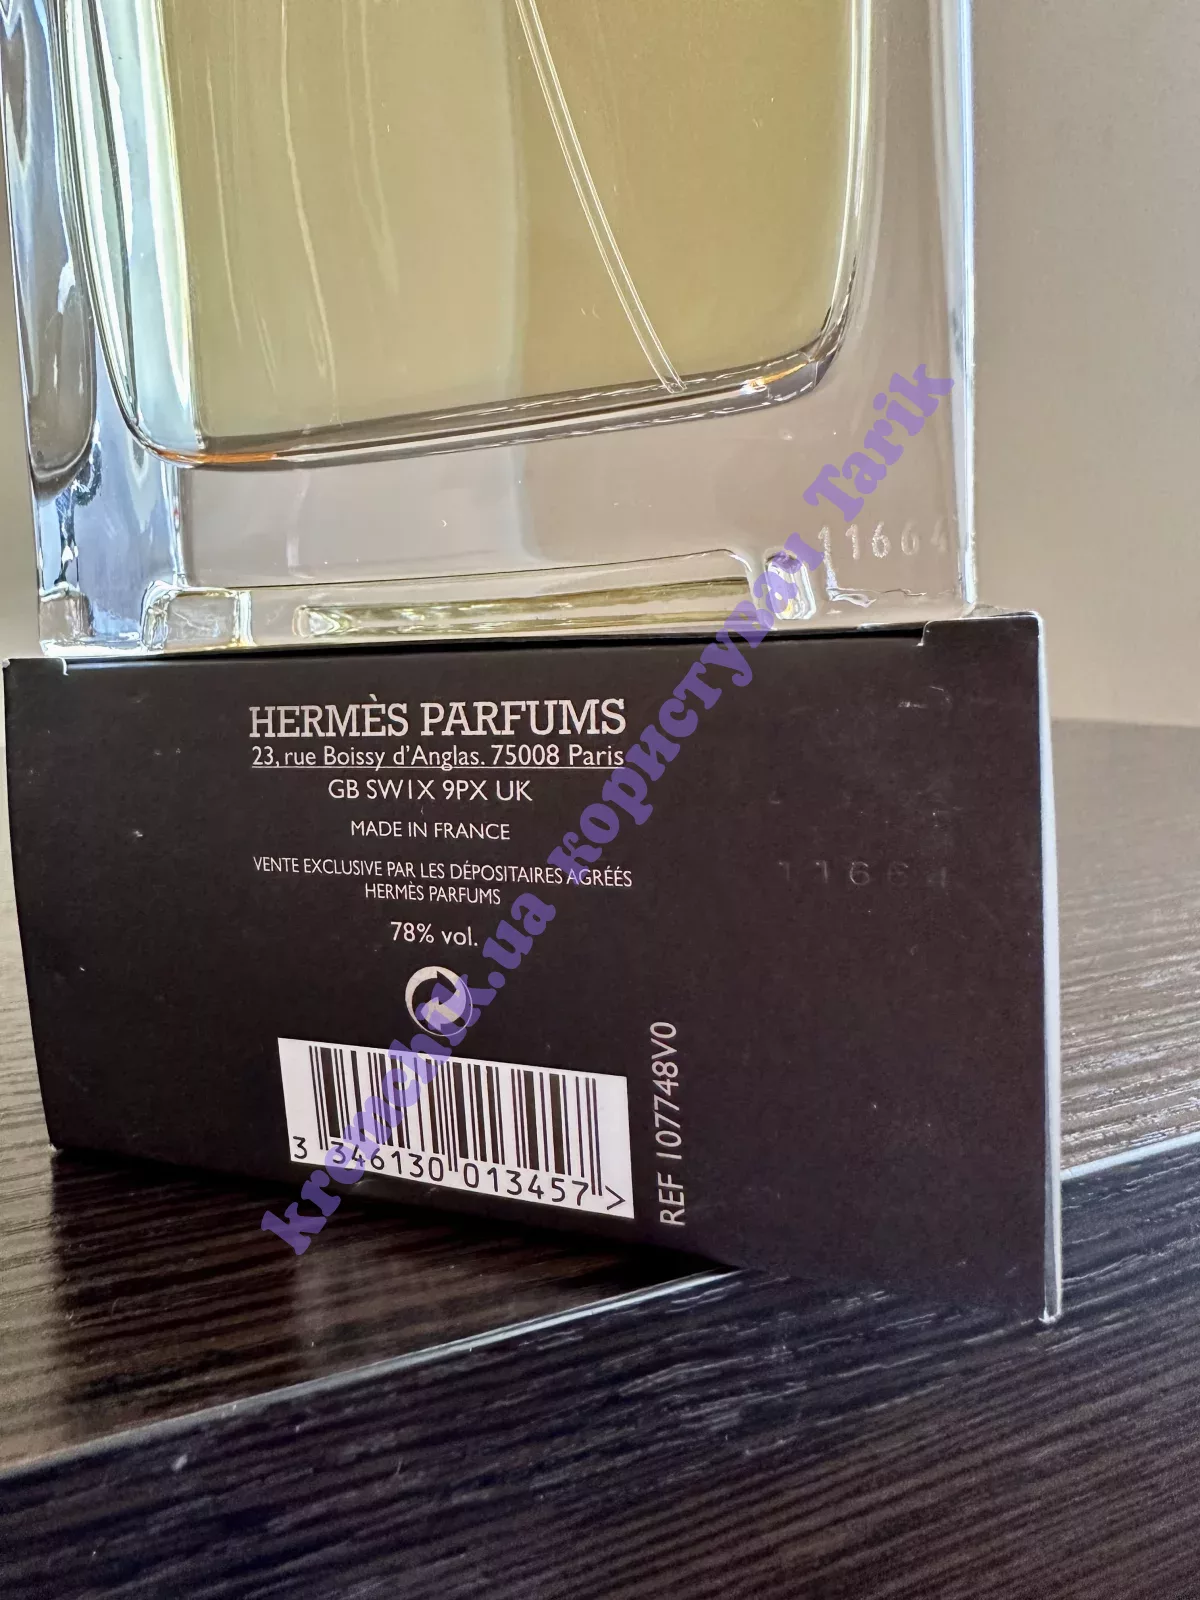 11664
HERMÈS PARFUMS
23, rue Boissy d'Anglas. 75008 Paris
GB SW1X 9PX UK
MADE IN FRANCE
VENTE EXCLUSIVE PAR LES DÉPOSITAIRES AGRÉÉS
HERMÈS PARFUMS
78% vol.
11664
3 346130 013457 >
REF 107748V0
kremchik.ua користувач Tarik